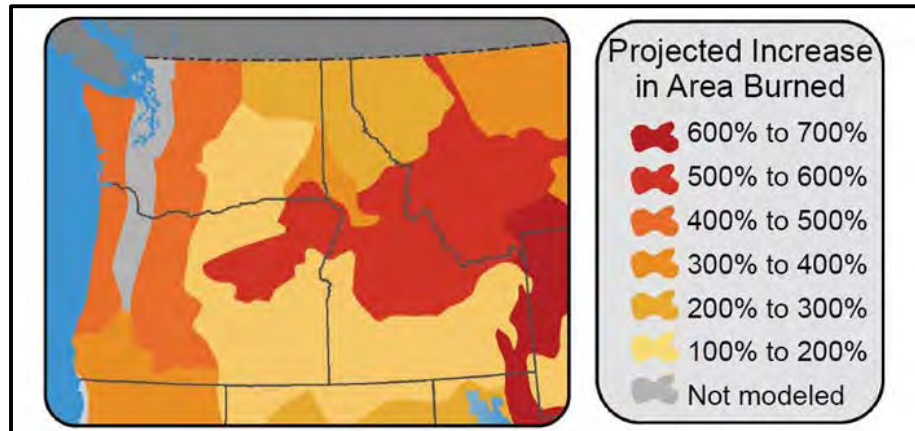 Projected Increase
in Area Burned
600% to 700%
500% to 600%
400% to 500%
300% to 400%
200% to 300%
100% to 200%
Not modeled